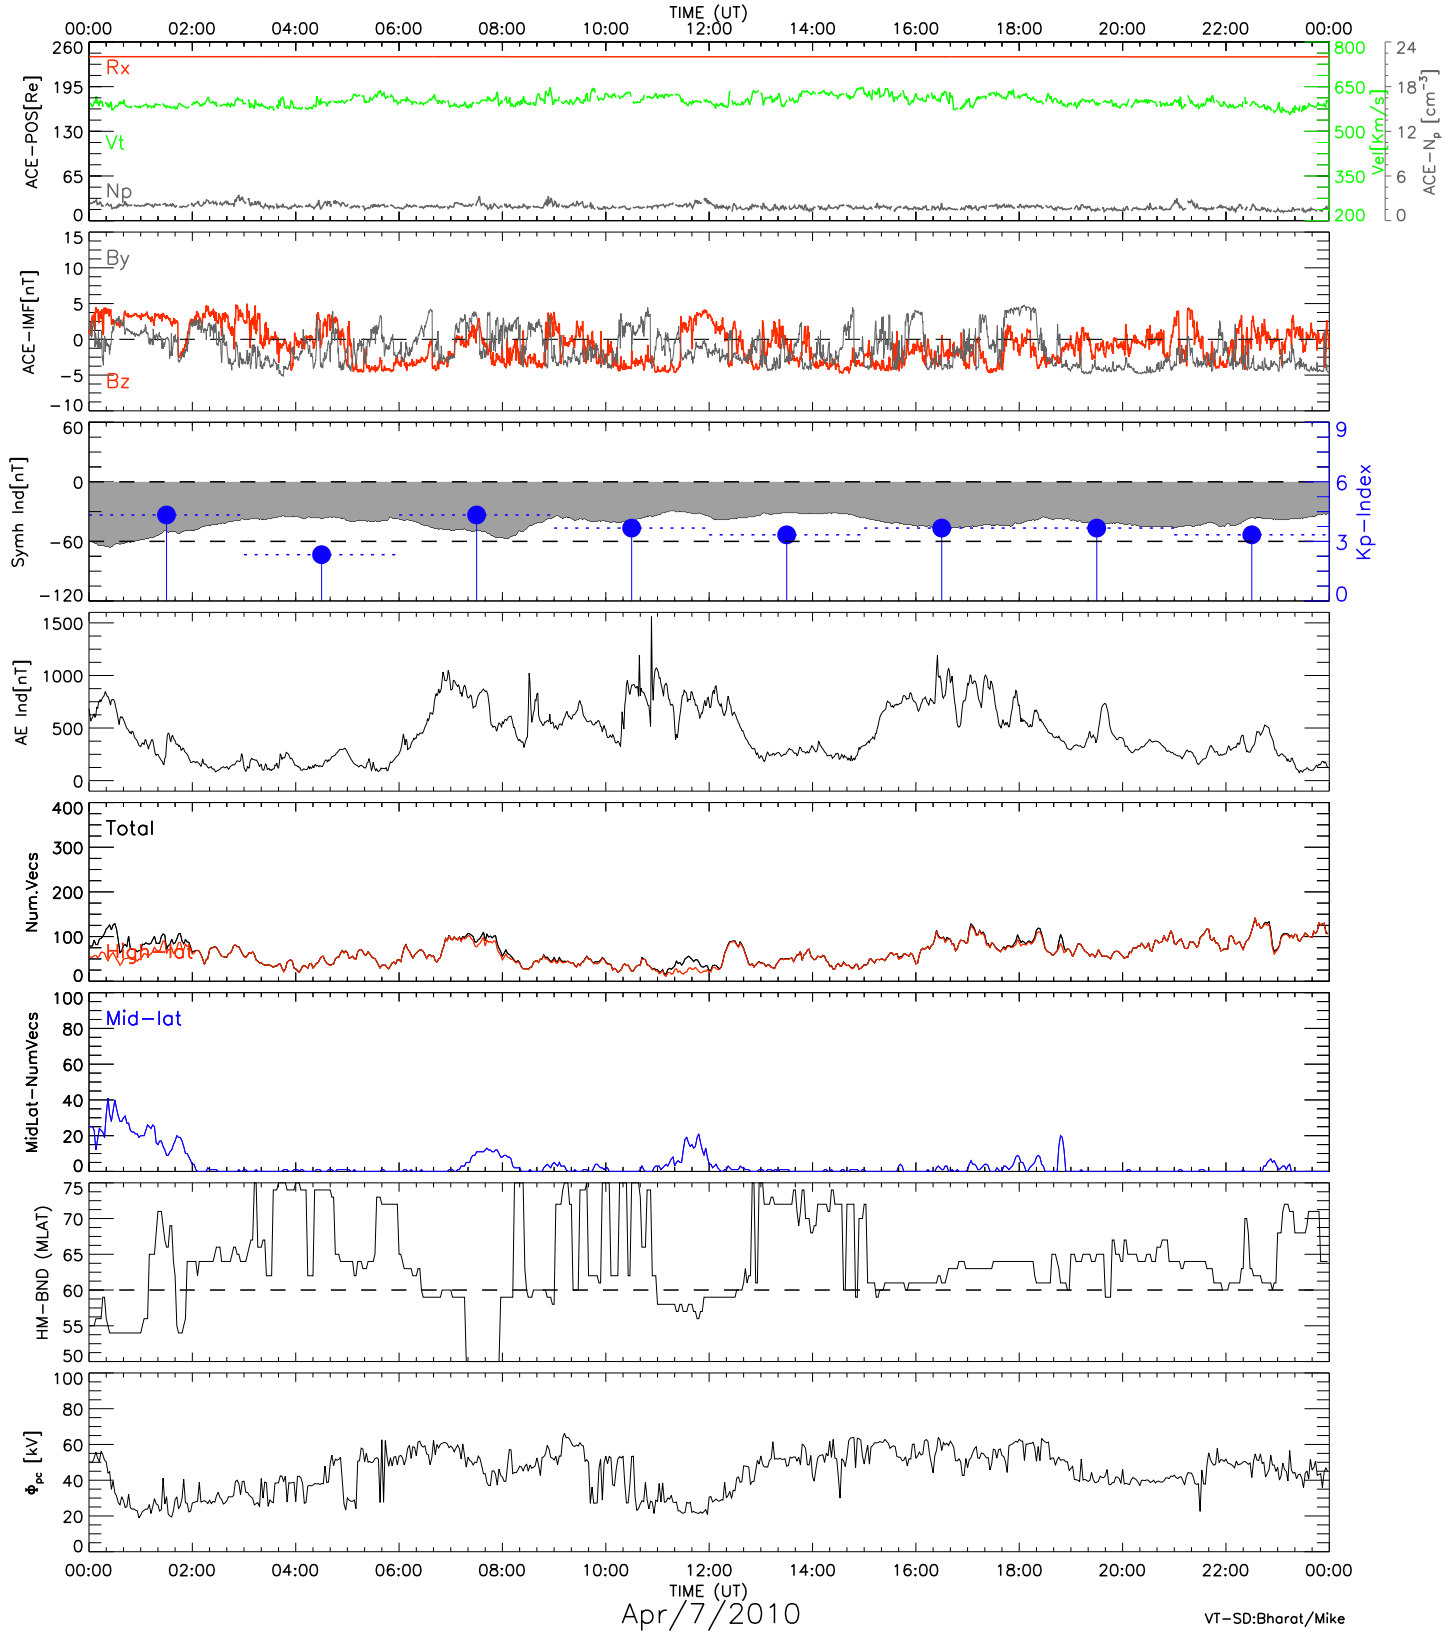 TIME (UT)
00:00 02:00 04:00 06:00 08:00 10:00 12:00 14:00 16:00 18:00 20:00 22:00 00:00
ACE-POS[Re]
260
195
130
65
0
Rx
Vt
Np
800
650
500
350
200
Vel[Km/s]
24
18
12
6
0
ACE-Np [cm⁻³]
ACE-IMF[nT]
15
10
5
0
-5
-10
By
Bz
Symh Ind[nT]
60
0
-60
-120
9
6
3
0
Kp-Index
AE Ind[nT]
1500
1000
500
0
Num.Vecs
400
300
200
100
0
Total
High-lat
MidLat-NumVecs
100
80
60
40
20
0
Mid-lat
HM-BND (MLAT)
75
70
65
60
55
50
Φpc [kV]
100
80
60
40
20
0
00:00 02:00 04:00 06:00 08:00 10:00 12:00 14:00 16:00 18:00 20:00 22:00 00:00
TIME (UT)
Apr/7/2010
VT-SD:Bharat/Mike